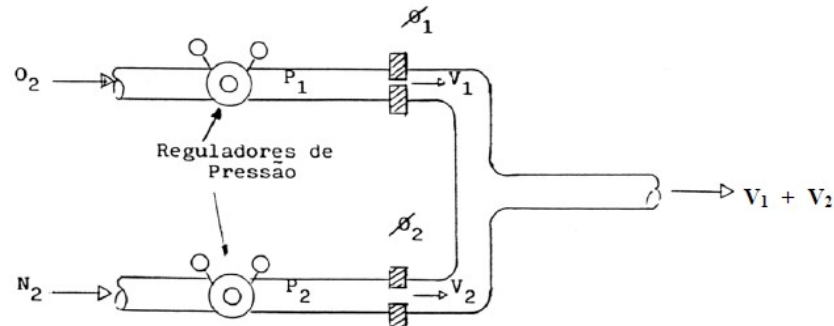 Ø₁
O₂ P₁ V₁
Reguladores de
Pressão
V₁ + V₂
Ø₂
N₂ P₂ V₂